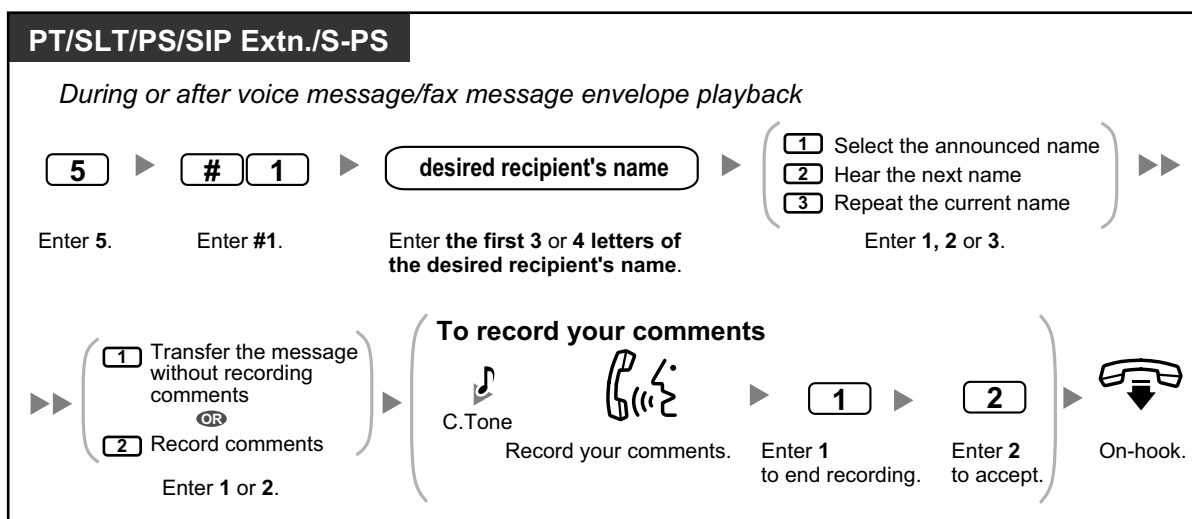 PT/SLT/PS/SIP Extn./S-PS
During or after voice message/fax message envelope playback
5
# 1
desired recipient's name
1 Select the announced name
2 Hear the next name
3 Repeat the current name
Enter 5.
Enter #1.
Enter the first 3 or 4 letters of
the desired recipient's name.
Enter 1, 2 or 3.
1 Transfer the message
without recording
comments
OR
2 Record comments
Enter 1 or 2.
To record your comments
C.Tone
Record your comments.
1
Enter 1
to end recording.
2
Enter 2
to accept.
On-hook.